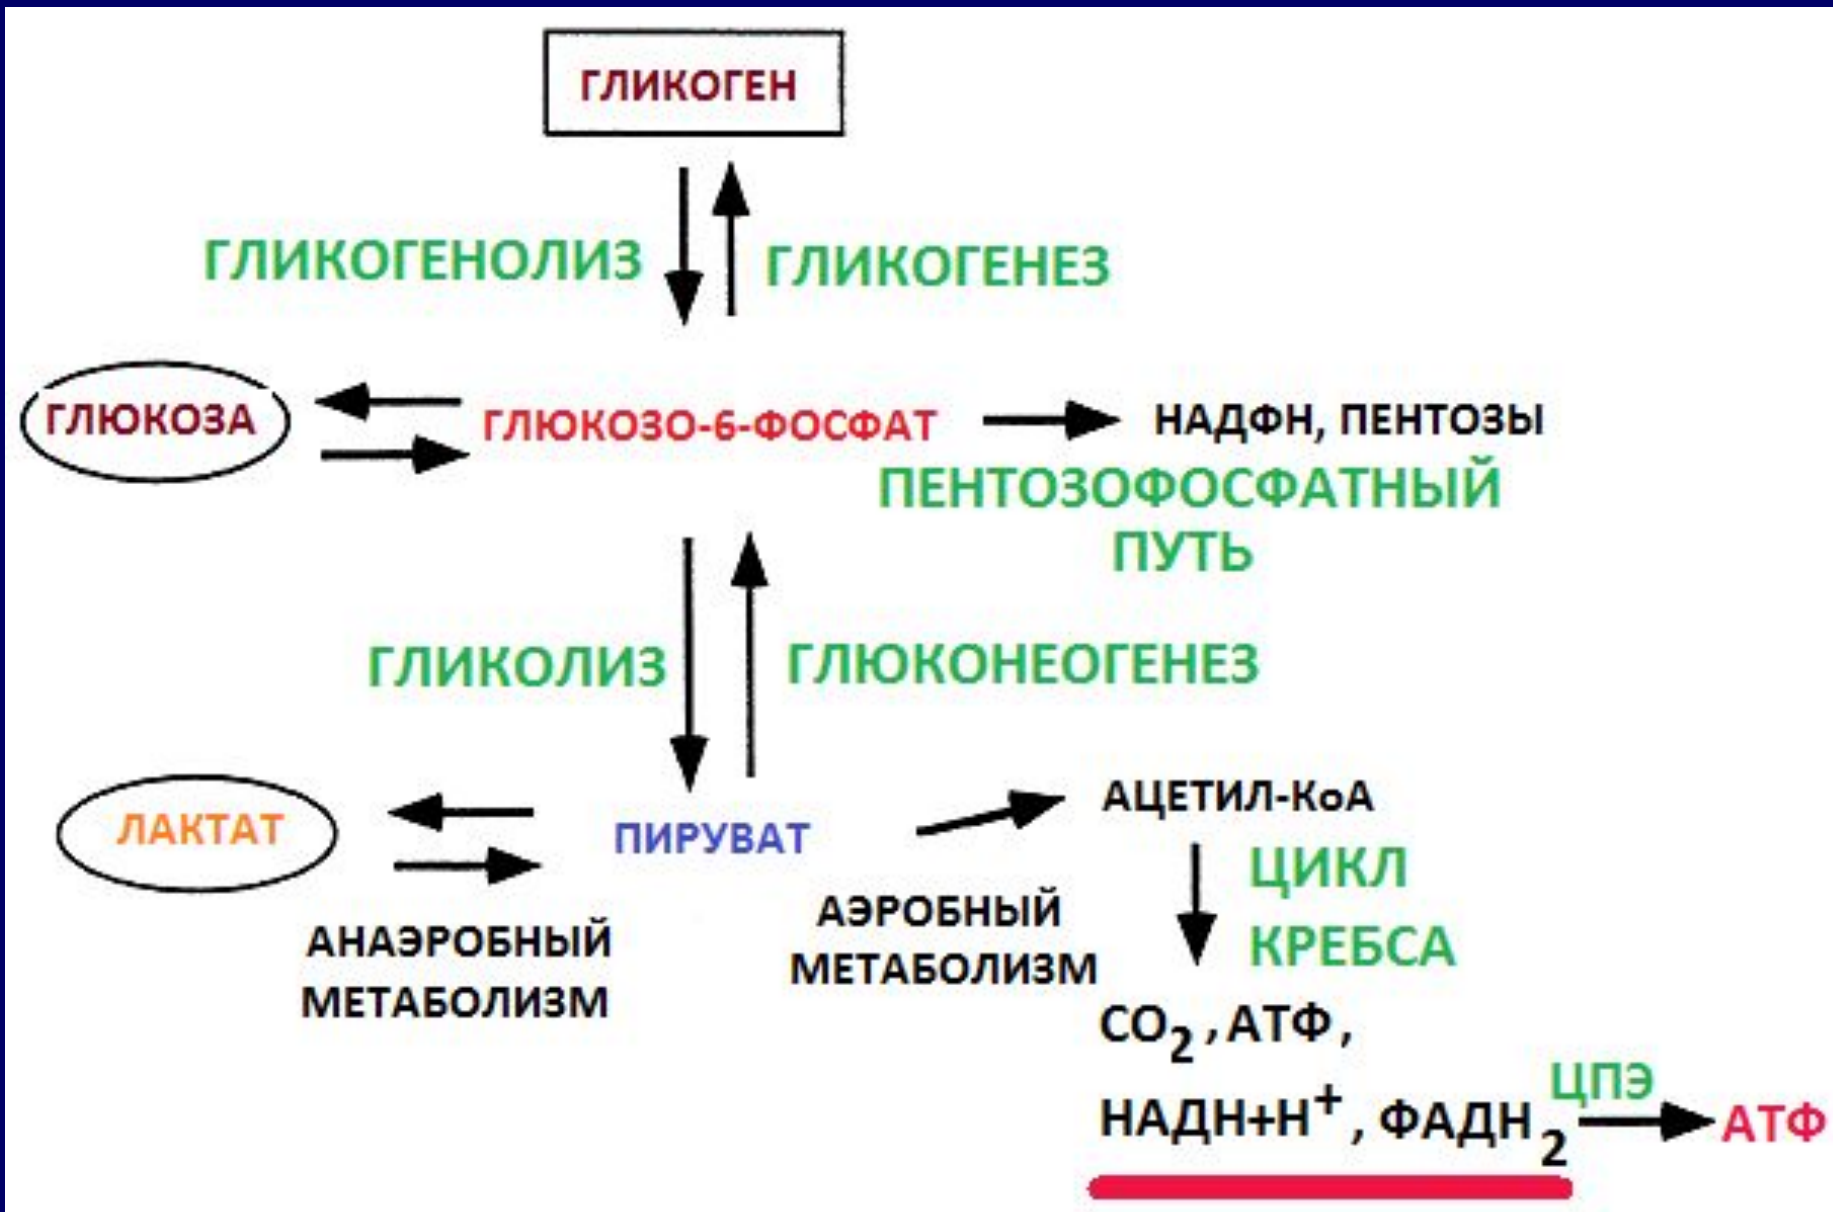 ГЛИКОГЕН
ГЛИКОГЕНОЛИЗ
ГЛИКОГЕНЕЗ
ГЛЮКОЗА
ГЛЮКОЗО-6-ФОСФАТ
НАДФН, ПЕНТОЗЫ
ПЕНТОЗОФОСФАТНЫЙ
ПУТЬ
ГЛИКОЛИЗ
ГЛЮКОНЕОГЕНЕЗ
ЛАКТАТ
ПИРУВАТ
АЦЕТИЛ-КоА
ЦИКЛ
КРЕБСА
АНАЭРОБНЫЙ
МЕТАБОЛИЗМ
АЭРОБНЫЙ
МЕТАБОЛИЗМ
CO₂, АТФ,
НАДН+Н⁺, ФАДН₂
ЦПЭ
АТФ